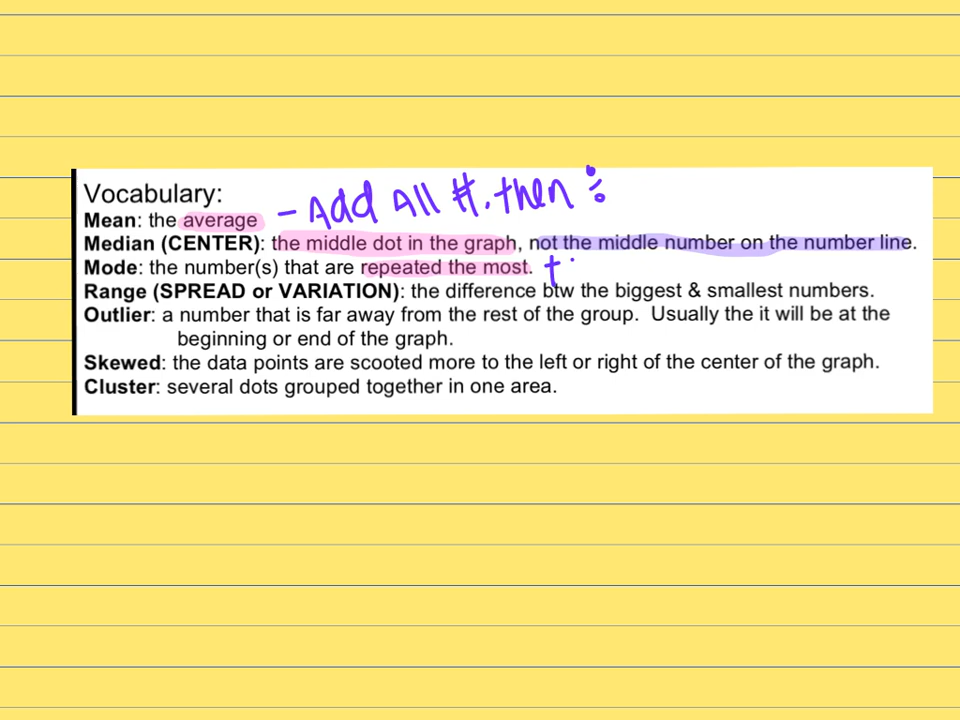 Vocabulary:
Mean: the average - Add All #, then ÷
Median (CENTER): the middle dot in the graph, not the middle number on the number line.
Mode: the number(s) that are repeated the most. t
Range (SPREAD or VARIATION): the difference btw the biggest & smallest numbers.
Outlier: a number that is far away from the rest of the group. Usually the it will be at the
beginning or end of the graph.
Skewed: the data points are scooted more to the left or right of the center of the graph.
Cluster: several dots grouped together in one area.